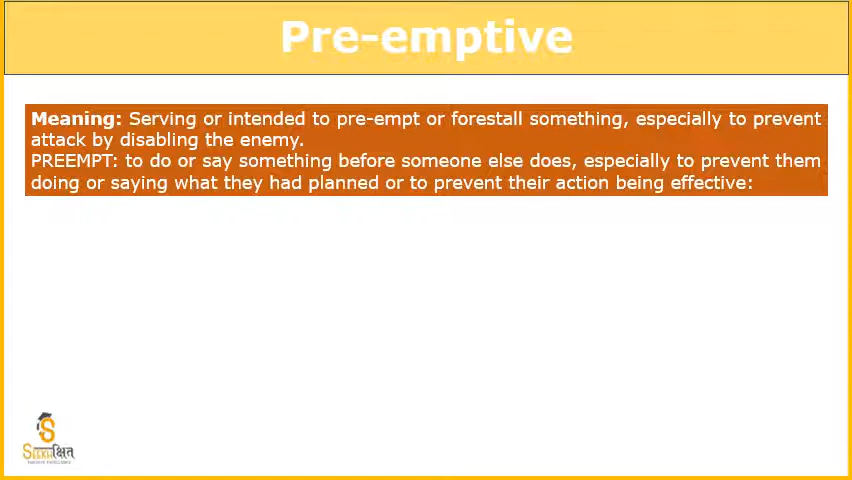 Pre-emptive
Meaning: Serving or intended to pre-empt or forestall something, especially to prevent
attack by disabling the enemy.
PREEMPT: to do or say something before someone else does, especially to prevent them
doing or saying what they had planned or to prevent their action being effective:
S
SEEKHक्षित